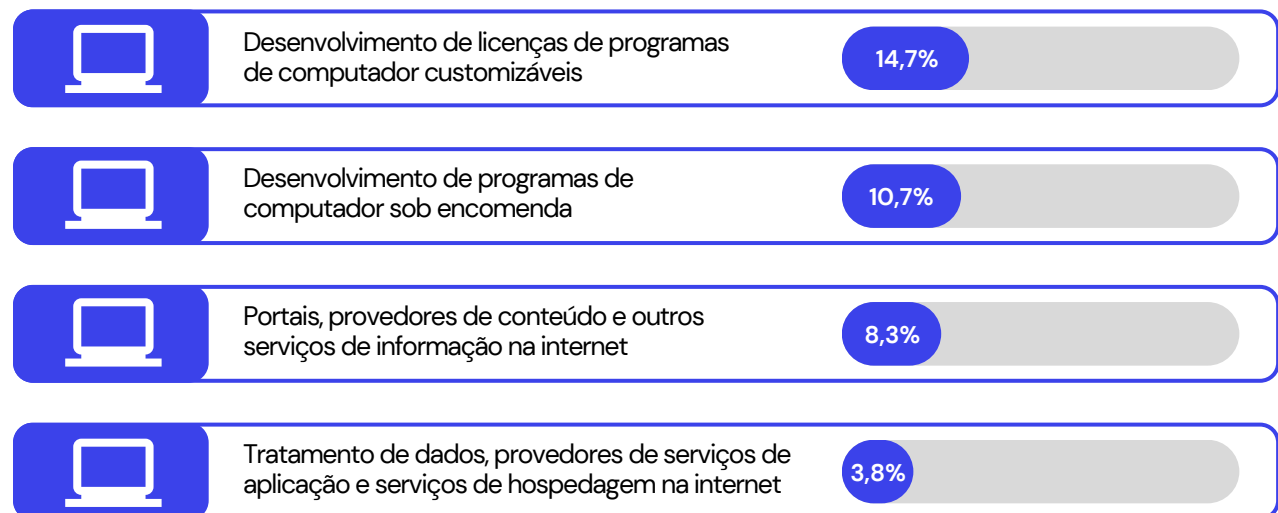 Desenvolvimento de licenças de programas
de computador customizáveis
14,7%
Desenvolvimento de programas de
computador sob encomenda
10,7%
Portais, provedores de conteúdo e outros
serviços de informação na internet
8,3%
Tratamento de dados, provedores de serviços de
aplicação e serviços de hospedagem na internet
3,8%